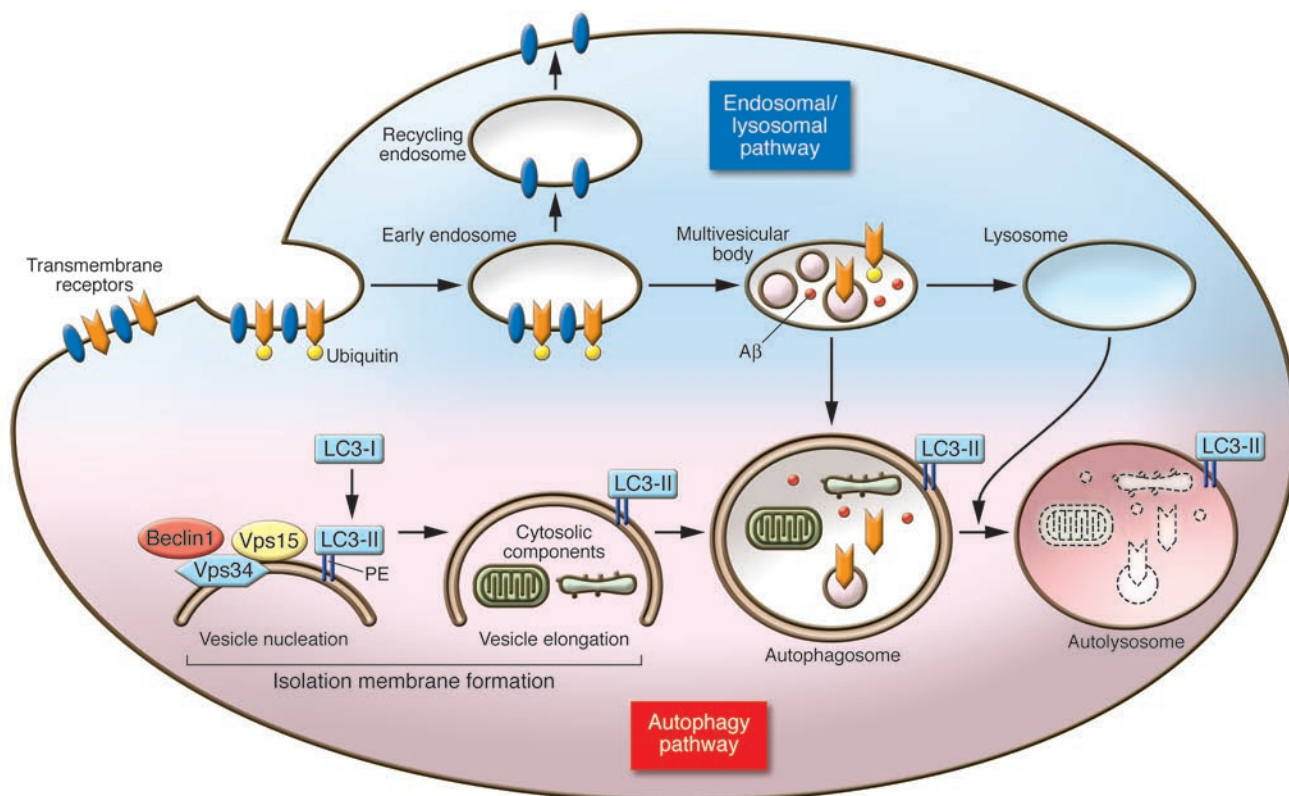 Endosomal/
lysosomal
pathway
Recycling
endosome
Early endosome
Multivesicular
body
Lysosome
Transmembrane
receptors
Ubiquitin
Aβ
LC3-I
LC3-II
LC3-II
LC3-II
LC3-II
Beclin1
Vps15
Vps34
PE
Cytosolic
components
Vesicle nucleation
Vesicle elongation
Isolation membrane formation
Autophagosome
Autolysosome
Autophagy
pathway